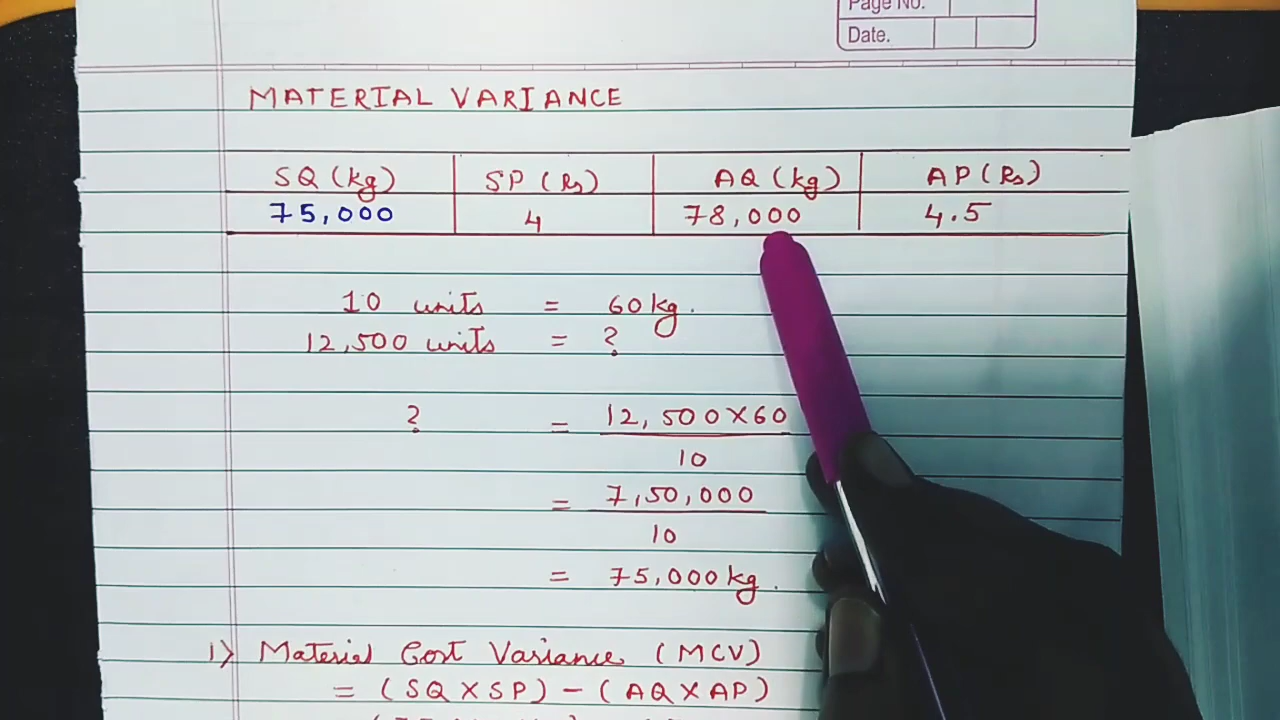 Page No.
Date.
MATERIAL VARIANCE
SQ (kg) SP (Rs) AQ (kg) AP (Rs)
75,000 4 78,000 4.5
10 units = 60 kg.
12,500 units = ?
? = 12,500 X 60
10
= 7,50,000
10
= 75,000 kg.
1) Material Cost Variance (MCV)
= (SQ X SP) - (AQ X AP)